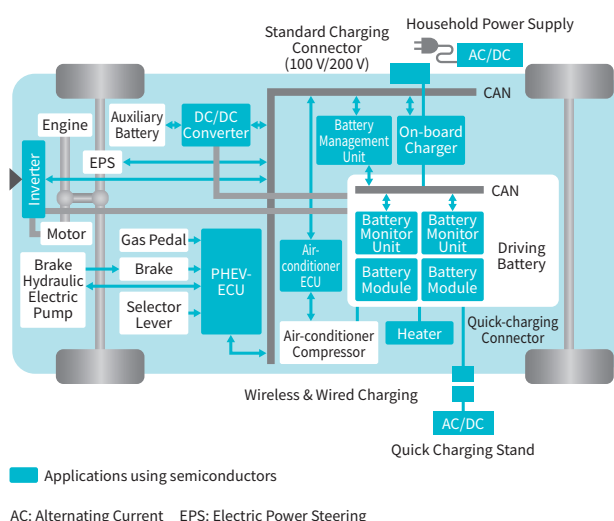 Household Power Supply
Standard Charging
Connector
(100 V/200 V)
AC/DC
CAN
Engine
Auxiliary
Battery
DC/DC
Converter
Battery
Management
Unit
On-board
Charger
EPS
Inverter
CAN
Motor
Battery
Monitor
Unit
Battery
Monitor
Unit
Driving
Battery
Gas Pedal
Brake
Hydraulic
Electric
Pump
Brake
PHEV-
ECU
Air-
conditioner
ECU
Battery
Module
Battery
Module
Selector
Lever
Air-conditioner
Compressor
Heater
Quick-charging
Connector
Wireless & Wired Charging
AC/DC
Quick Charging Stand
Applications using semiconductors
AC: Alternating Current EPS: Electric Power Steering